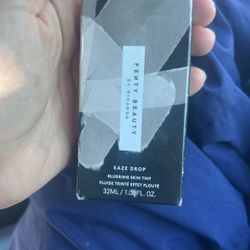 FENTY BEAUTY
BY RIHANNA
EAZE DROP
BLURRING SKIN TINT
FLUIDE TEINTÉ EFFET FLOUTÉ
32ML / 1.08 FL. OZ.